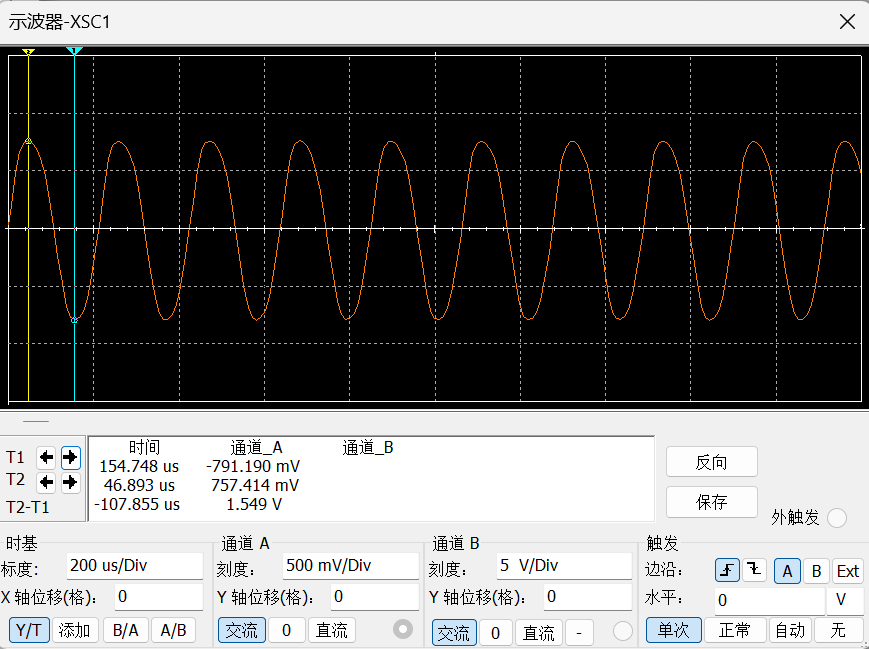 示波器-XSC1
时间 通道_A 通道_B
T1 154.748 us -791.190 mV
T2 46.893 us 757.414 mV
T2-T1 -107.855 us 1.549 V
反向
保存
外触发
时基
标度: 200 us/Div
X 轴位移(格): 0
Y/T 添加 B/A A/B
通道 A
刻度: 500 mV/Div
Y 轴位移(格): 0
交流 0 直流
通道 B
刻度: 5 V/Div
Y 轴位移(格): 0
交流 0 直流 -
触发
边沿: A B Ext
水平: 0 V
单次 正常 自动 无